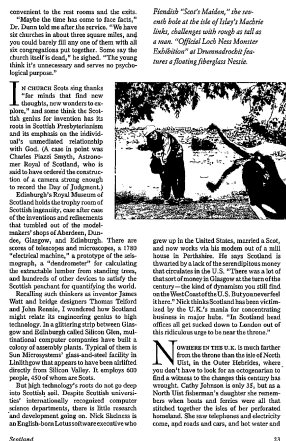 convenient to the rest rooms and the exits.
"Maybe the time has come to face facts,"
Dr. Dunn told me after the service. "We have
six churches in about three square miles, and
you could barely fill any one of them with all
six congregations put together. Some say the
church itself is dead," he sighed. "The young
think it's unnecessary and serves no psycho-
logical purpose."
IN CHURCH Scots sing thanks
"for minds that find new
thoughts, new wonders to ex-
plore," and some think the Scot-
tish genius for invention has its
roots in Scottish Presbyterianism
and its emphasis on the individ-
ual's unmediated relationship
with God. (A case in point was
Charles Piazzi Smyth, Astrono-
mer Royal of Scotland, who is
said to have ordered the construc-
tion of a camera strong enough
to record the Day of Judgment.)
Edinburgh's Royal Museum of
Scotland holds the trophy room of
Scottish ingenuity, case after case
of the inventions and refinements
that tumbled out of the model-
makers' shops of Aberdeen, Dun-
dee, Glasgow, and Edinburgh. There are
scores of telescopes and microscopes, a 1780
"electrical machine," a prototype of the seis-
mograph, a "dendrometer" for calculating
the extractable lumber from standing trees,
and hundreds of other devices to satisfy the
Scottish penchant for quantifying the world.
Recalling such thinkers as inventor James
Watt and bridge designers Thomas Telford
and John Rennie, I wondered how Scotland
might relate its engineering genius to high
technology. In a glittering strip between Glas-
gow and Edinburgh called Silicon Glen, mul-
tinational computer companies have built a
colony of assembly plants. Typical of them is
Sun Microsystems' glass-and-steel facility in
Linlithgow that appears to have been airlifted
directly from Silicon Valley. It employs 600
people, 450 of whom are Scots.
But high technology's roots do not go deep
into Scottish soil. Despite Scottish universi-
ties' internationally recognized computer
science departments, there is little research
and development going on. Nick Shelness is
an English-born Lotus software executive who
Fiendish "Scot's Maiden," the sev-
enth hole at the isle of Islay's Machrie
links, challenges with rough as tall as
a man. "Official Loch Ness Monster
Exhibition" at Drumnadrochit fea-
tures a floating fiberglass Nessie.
grew up in the United States, married a Scot,
and now works via his modem out of a mill
house in Perthshire. He says Scotland is
thwarted by a lack of the serendipitous money
that circulates in the U.S. "There was a lot of
that sort of money in Glasgow at the turn of the
century—the kind of dynamism you still find
on the West Coast of the U.S. But you never feel
it here." Nick thinks Scotland has been victim-
ized by the U.K.'s mania for concentrating
business in major hubs. "In Scotland head
offices all get sucked down to London out of
this ridiculous urge to be near the throne."
NOWHERE IN THE U.K. is much farther
from the throne than the isle of North
Uist, in the Outer Hebrides, where
you don't have to look for an octogenarian to
find a witness to the changes this century has
wrought. Cathy Johnson is only 35, but as a
North Uist fisherman's daughter she remem-
bers when boats and ferries were all that
stitched together the isles of her perforated
homeland. She saw telephones and electricity
come, and roads and cars, and hot and water
Scotland
23